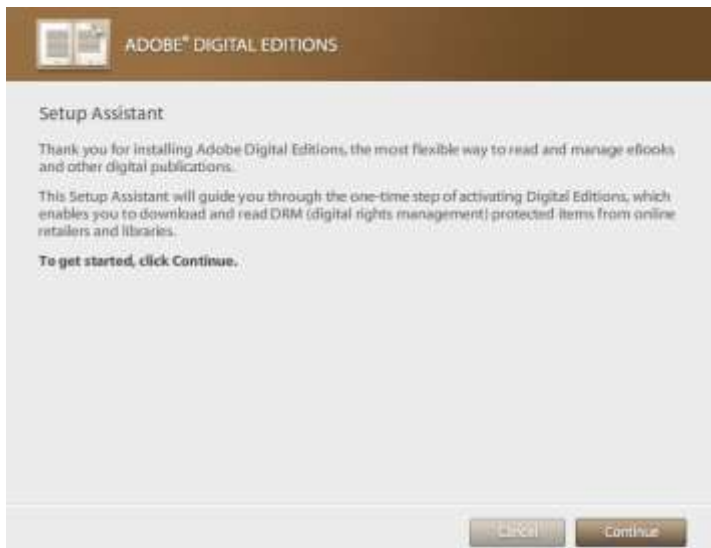 ADOBE® DIGITAL EDITIONS
Setup Assistant
Thank you for installing Adobe Digital Editions, the most flexible way to read and manage eBooks
and other digital publications.
This Setup Assistant will guide you through the one-time step of activating Digital Editions, which
enables you to download and read DRM (digital rights management) protected items from online
retailers and libraries.
To get started, click Continue.
Cancel Continue